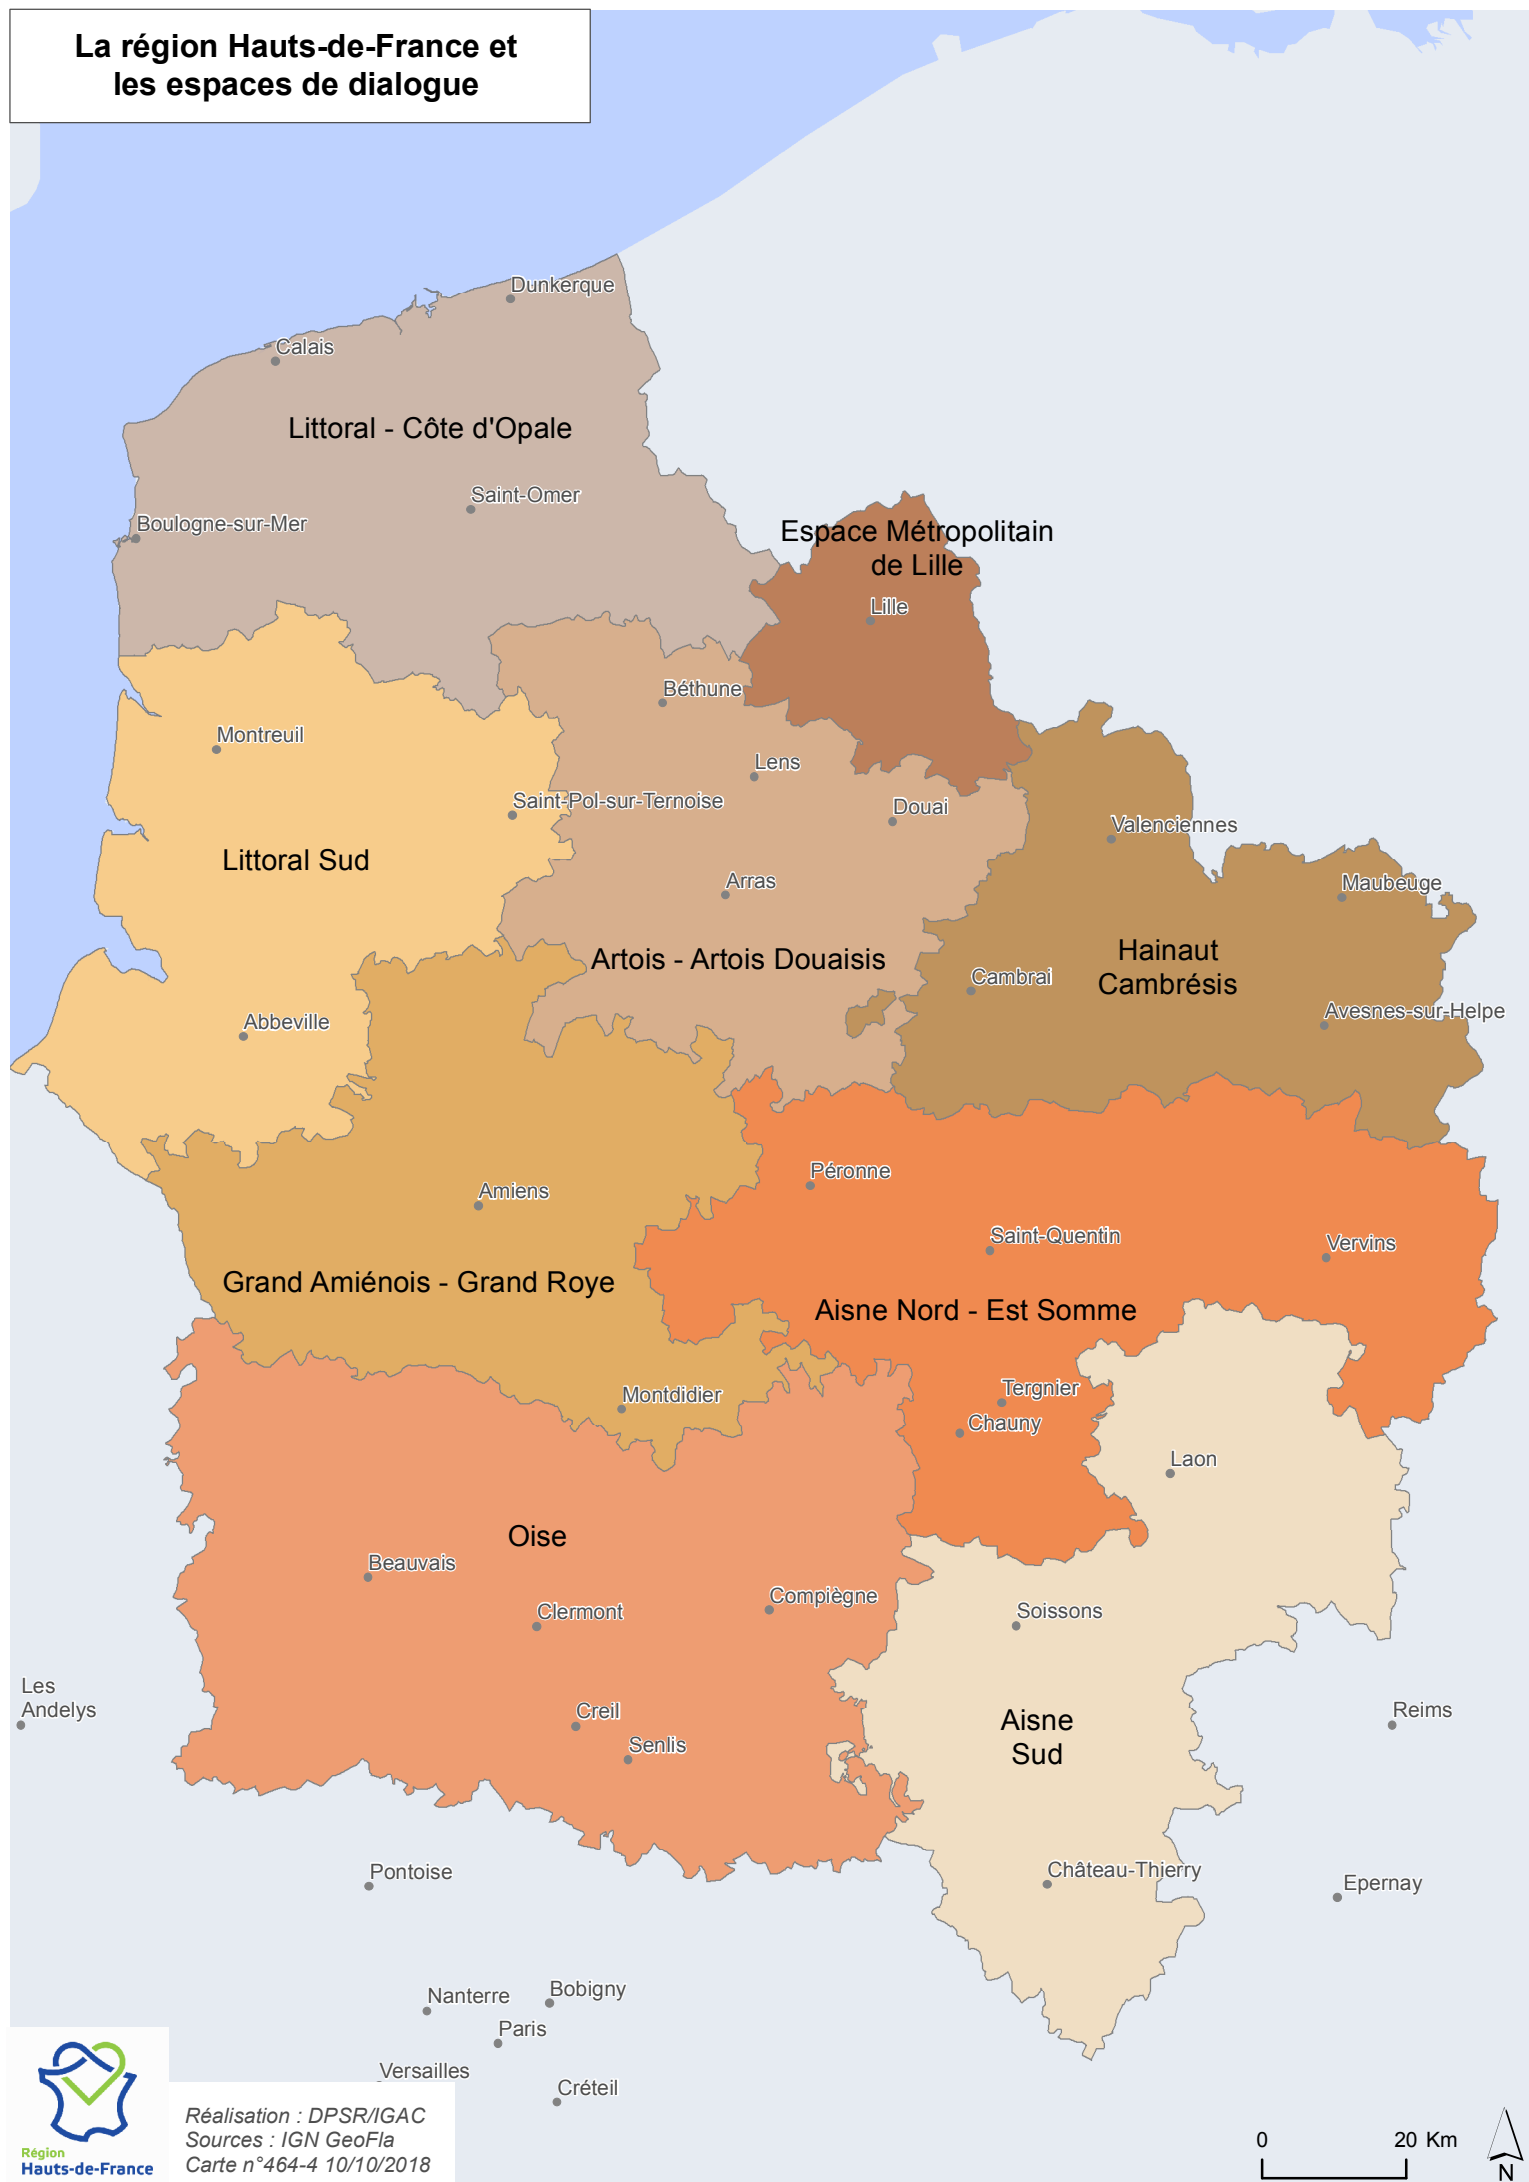 La région Hauts-de-France et
les espaces de dialogue
Dunkerque
Calais
Littoral - Côte d'Opale
Saint-Omer
Boulogne-sur-Mer
Espace Métropolitain
de Lille
Lille
Béthune
Montreuil
Lens
Saint-Pol-sur-Ternoise
Douai
Valenciennes
Littoral Sud
Arras
Maubeuge
Artois - Artois Douaisis
Hainaut
Cambrésis
Cambrai
Abbeville
Avesnes-sur-Helpe
Péronne
Amiens
Saint-Quentin
Vervins
Grand Amiénois - Grand Roye
Aisne Nord - Est Somme
Montdidier
Tergnier
Chauny
Laon
Oise
Beauvais
Clermont
Compiègne
Soissons
Les
Andelys
Creil
Senlis
Aisne
Sud
Reims
Pontoise
Château-Thierry
Epernay
Nanterre
Bobigny
Paris
Versailles
Créteil
Région
Hauts-de-France
Réalisation : DPSR/IGAC
Sources : IGN GeoFla
Carte n°464-4 10/10/2018
0 20 Km
N